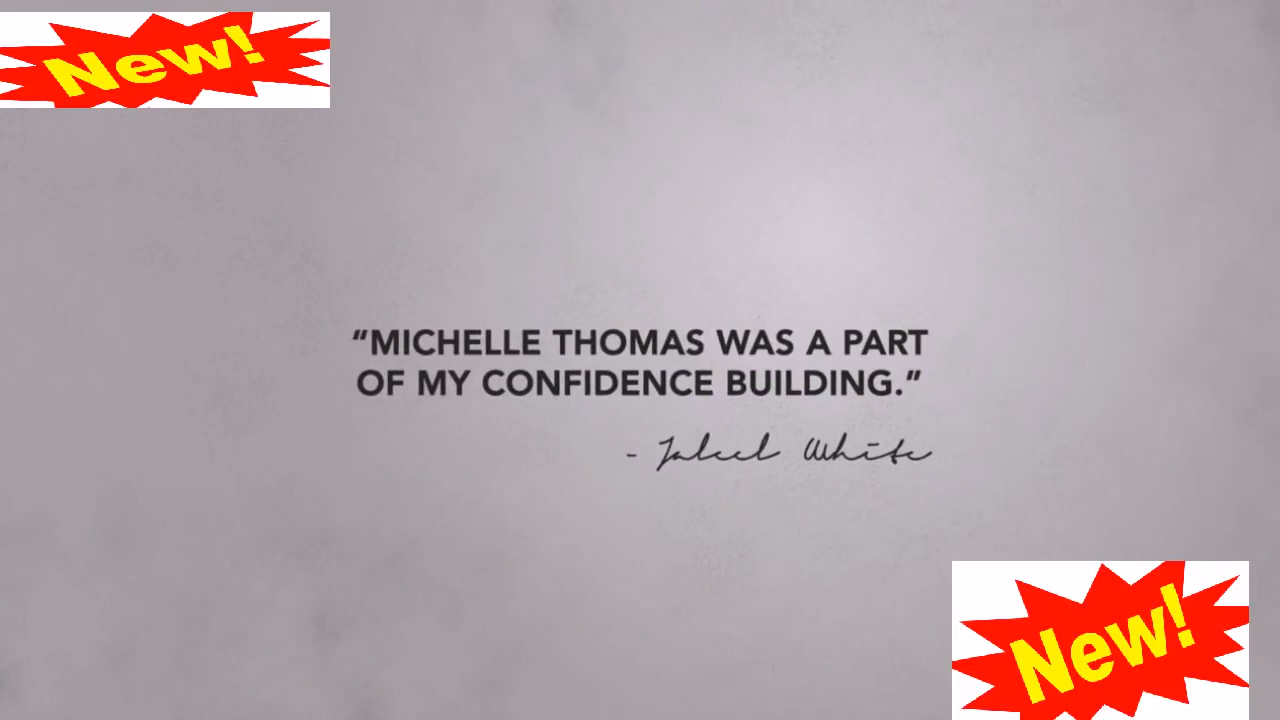 New!
“MICHELLE THOMAS WAS A PART
OF MY CONFIDENCE BUILDING.”
- Jaleel White
New!